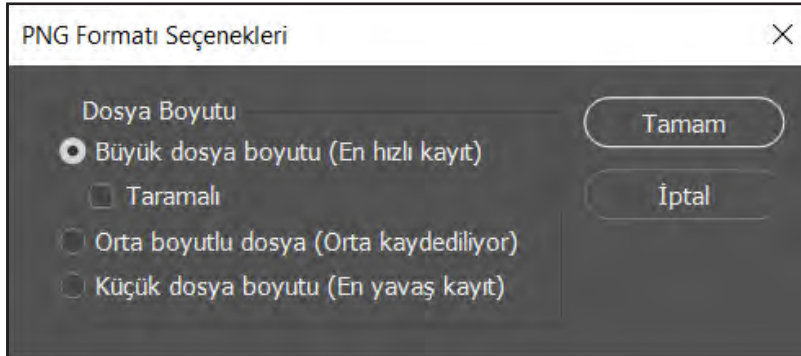 PNG Formatı Seçenekleri
Dosya Boyutu
Büyük dosya boyutu (En hızlı kayıt)
Taramalı
Orta boyutlu dosya (Orta kaydediliyor)
Küçük dosya boyutu (En yavaş kayıt)
Tamam
İptal